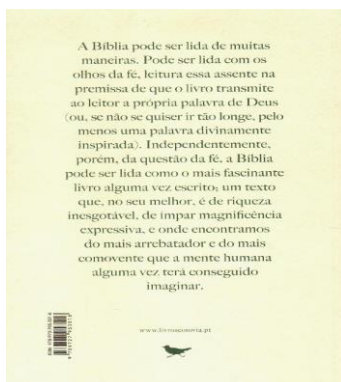 A Bíblia pode ser lida de muitas
maneiras. Pode ser lida com os
olhos da fé, leitura essa assente na
premissa de que o livro transmite
ao leitor a própria palavra de Deus
(ou, se não se quiser ir tão longe, pelo
menos uma palavra divinamente
inspirada). Independentemente,
porém, da questão da fé, a Bíblia
pode ser lida como o mais fascinante
livro alguma vez escrito; um texto
que, no seu melhor, é de riqueza
inesgotável, de ímpar magnificência
expressiva, e onde encontramos
do mais arrebatador e do mais
comovente que a mente humana
alguma vez terá conseguido
imaginar.